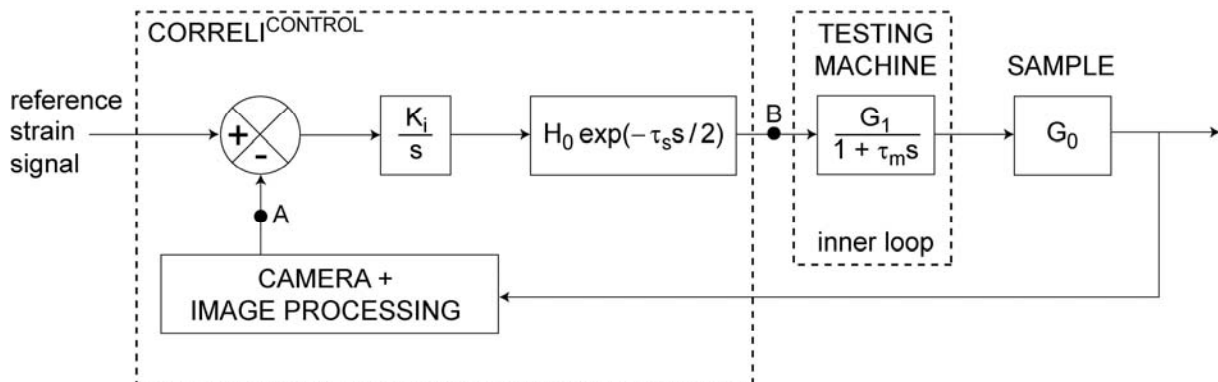 CORRELI^CONTROL
TESTING
MACHINE
SAMPLE
reference
strain
signal
+
-
K_i
s
H_0 exp(-τ_s s / 2)
B
G_1
1 + τ_m s
G_0
A
inner loop
CAMERA +
IMAGE PROCESSING